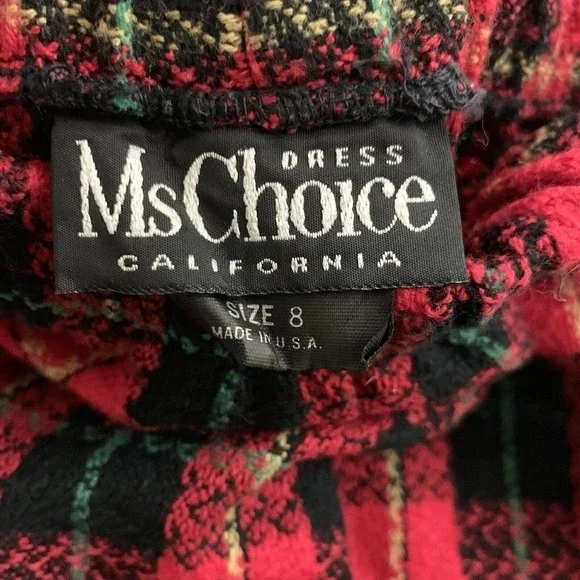 DRESS
MsChoice
CALIFORNIA
SIZE 8
MADE IN U.S.A.